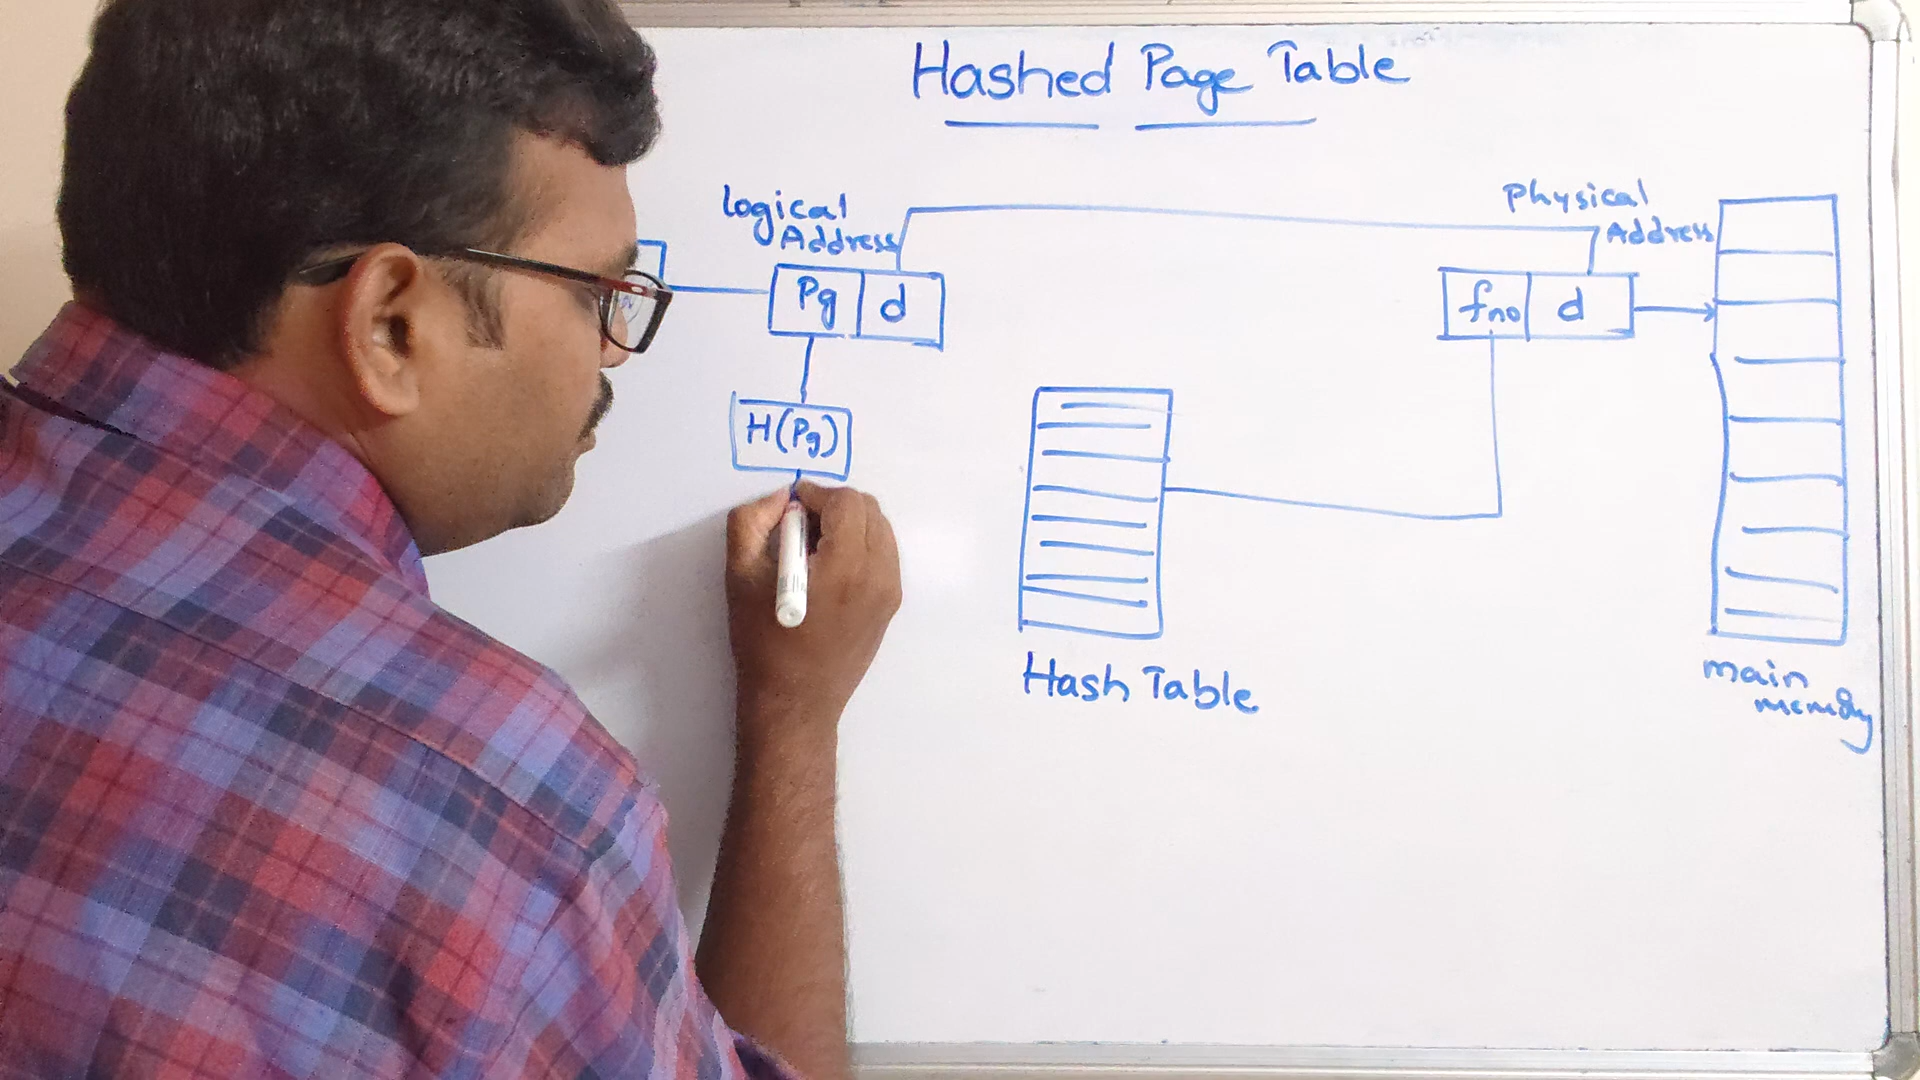 Hashed Page Table
Logical
Address
Physical
Address
Pg d
fno d
H(Pg)
Hash Table
main
memory